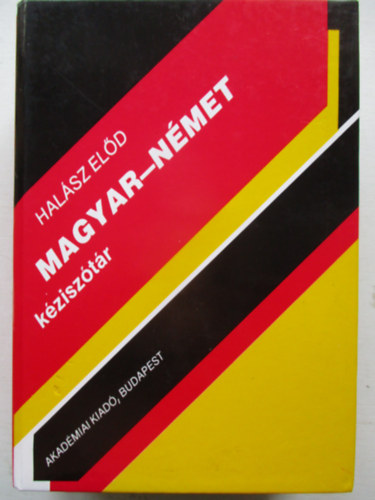 HALÁSZ ELŐD
MAGYAR–NÉMET
kéziszótár
AKADÉMIAI KIADÓ, BUDAPEST